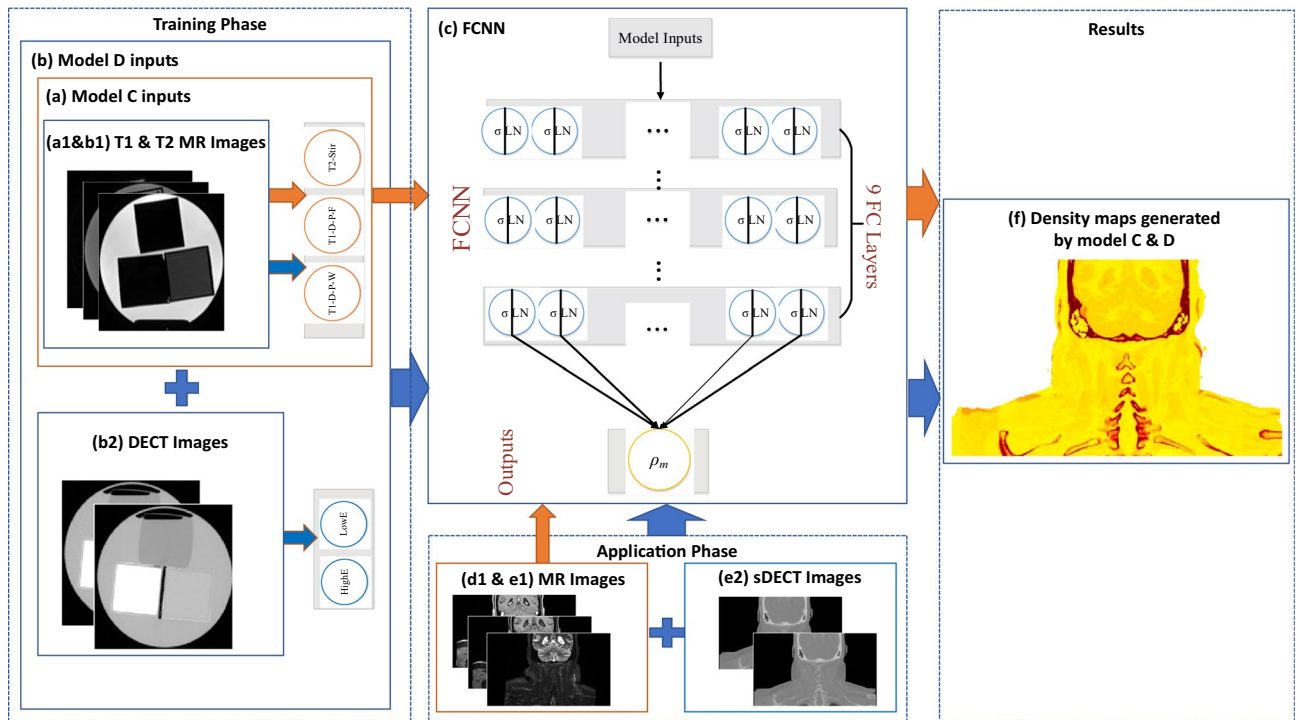 Training Phase
(b) Model D inputs
(a) Model C inputs
(a1&b1) T1 & T2 MR Images
T2-Stir
T1-D-P-F
T1-D-P-W
(b2) DECT Images
LowE
HighE
(c) FCNN
Model Inputs
σ LN σ LN ... σ LN σ LN
...
σ LN σ LN ... σ LN σ LN
...
σ LN σ LN ... σ LN σ LN
FCNN
9 FC Layers
ρm
Outputs
Application Phase
(d1 & e1) MR Images
(e2) sDECT Images
Results
(f) Density maps generated
by model C & D